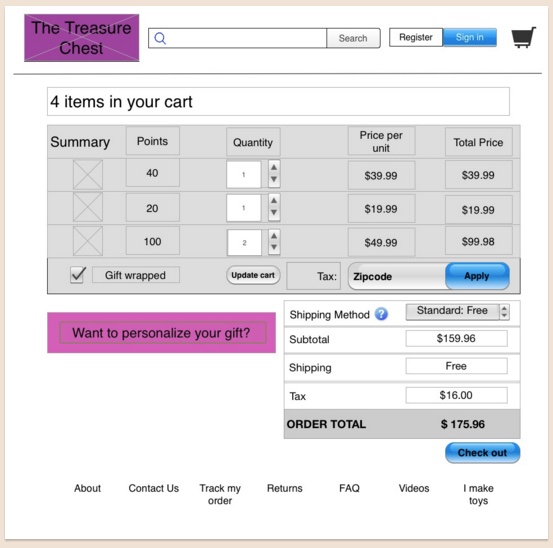 The Treasure
Chest
Search
Register
Sign in
4 items in your cart
Summary
Points
Quantity
Price per
unit
Total Price
40
1
$39.99
$39.99
20
1
$19.99
$19.99
100
2
$49.99
$99.98
Gift wrapped
Update cart
Tax:
Zipcode
Apply
Want to personalize your gift?
Shipping Method ?
Standard: Free
Subtotal
$159.96
Shipping
Free
Tax
$16.00
ORDER TOTAL
$ 175.96
Check out
About
Contact Us
Track my
order
Returns
FAQ
Videos
I make
toys